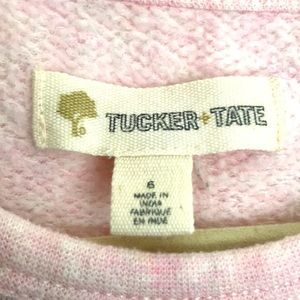 TUCKER+TATE
6
MADE IN
INDIA
FABRIQUÉ
EN INDE